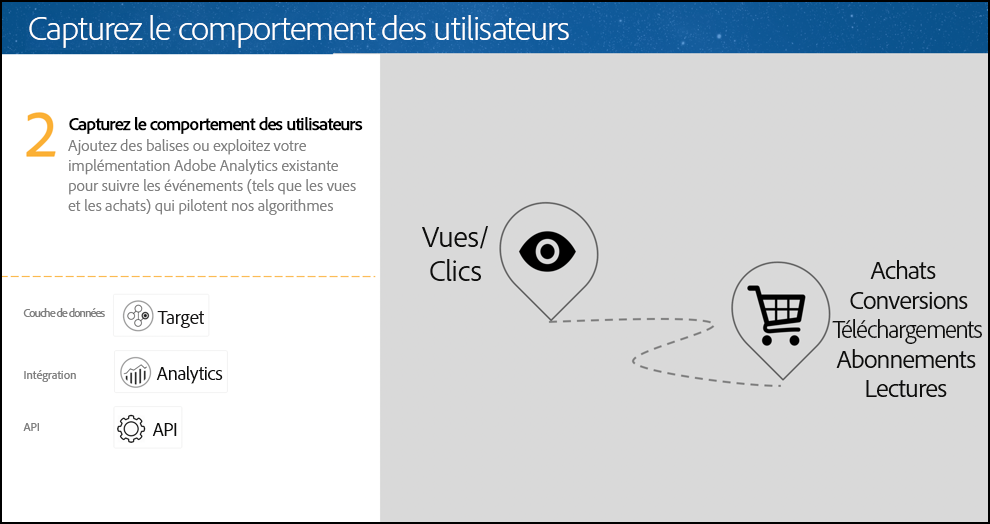 Capturez le comportement des utilisateurs
2
Capturez le comportement des utilisateurs
Ajoutez des balises ou exploitez votre
implémentation Adobe Analytics existante
pour suivre les événements (tels que les vues
et les achats) qui pilotent nos algorithmes
Couche de données
Target
Intégration
Analytics
API
API
Vues/
Clics
Achats
Conversions
Téléchargements
Abonnements
Lectures